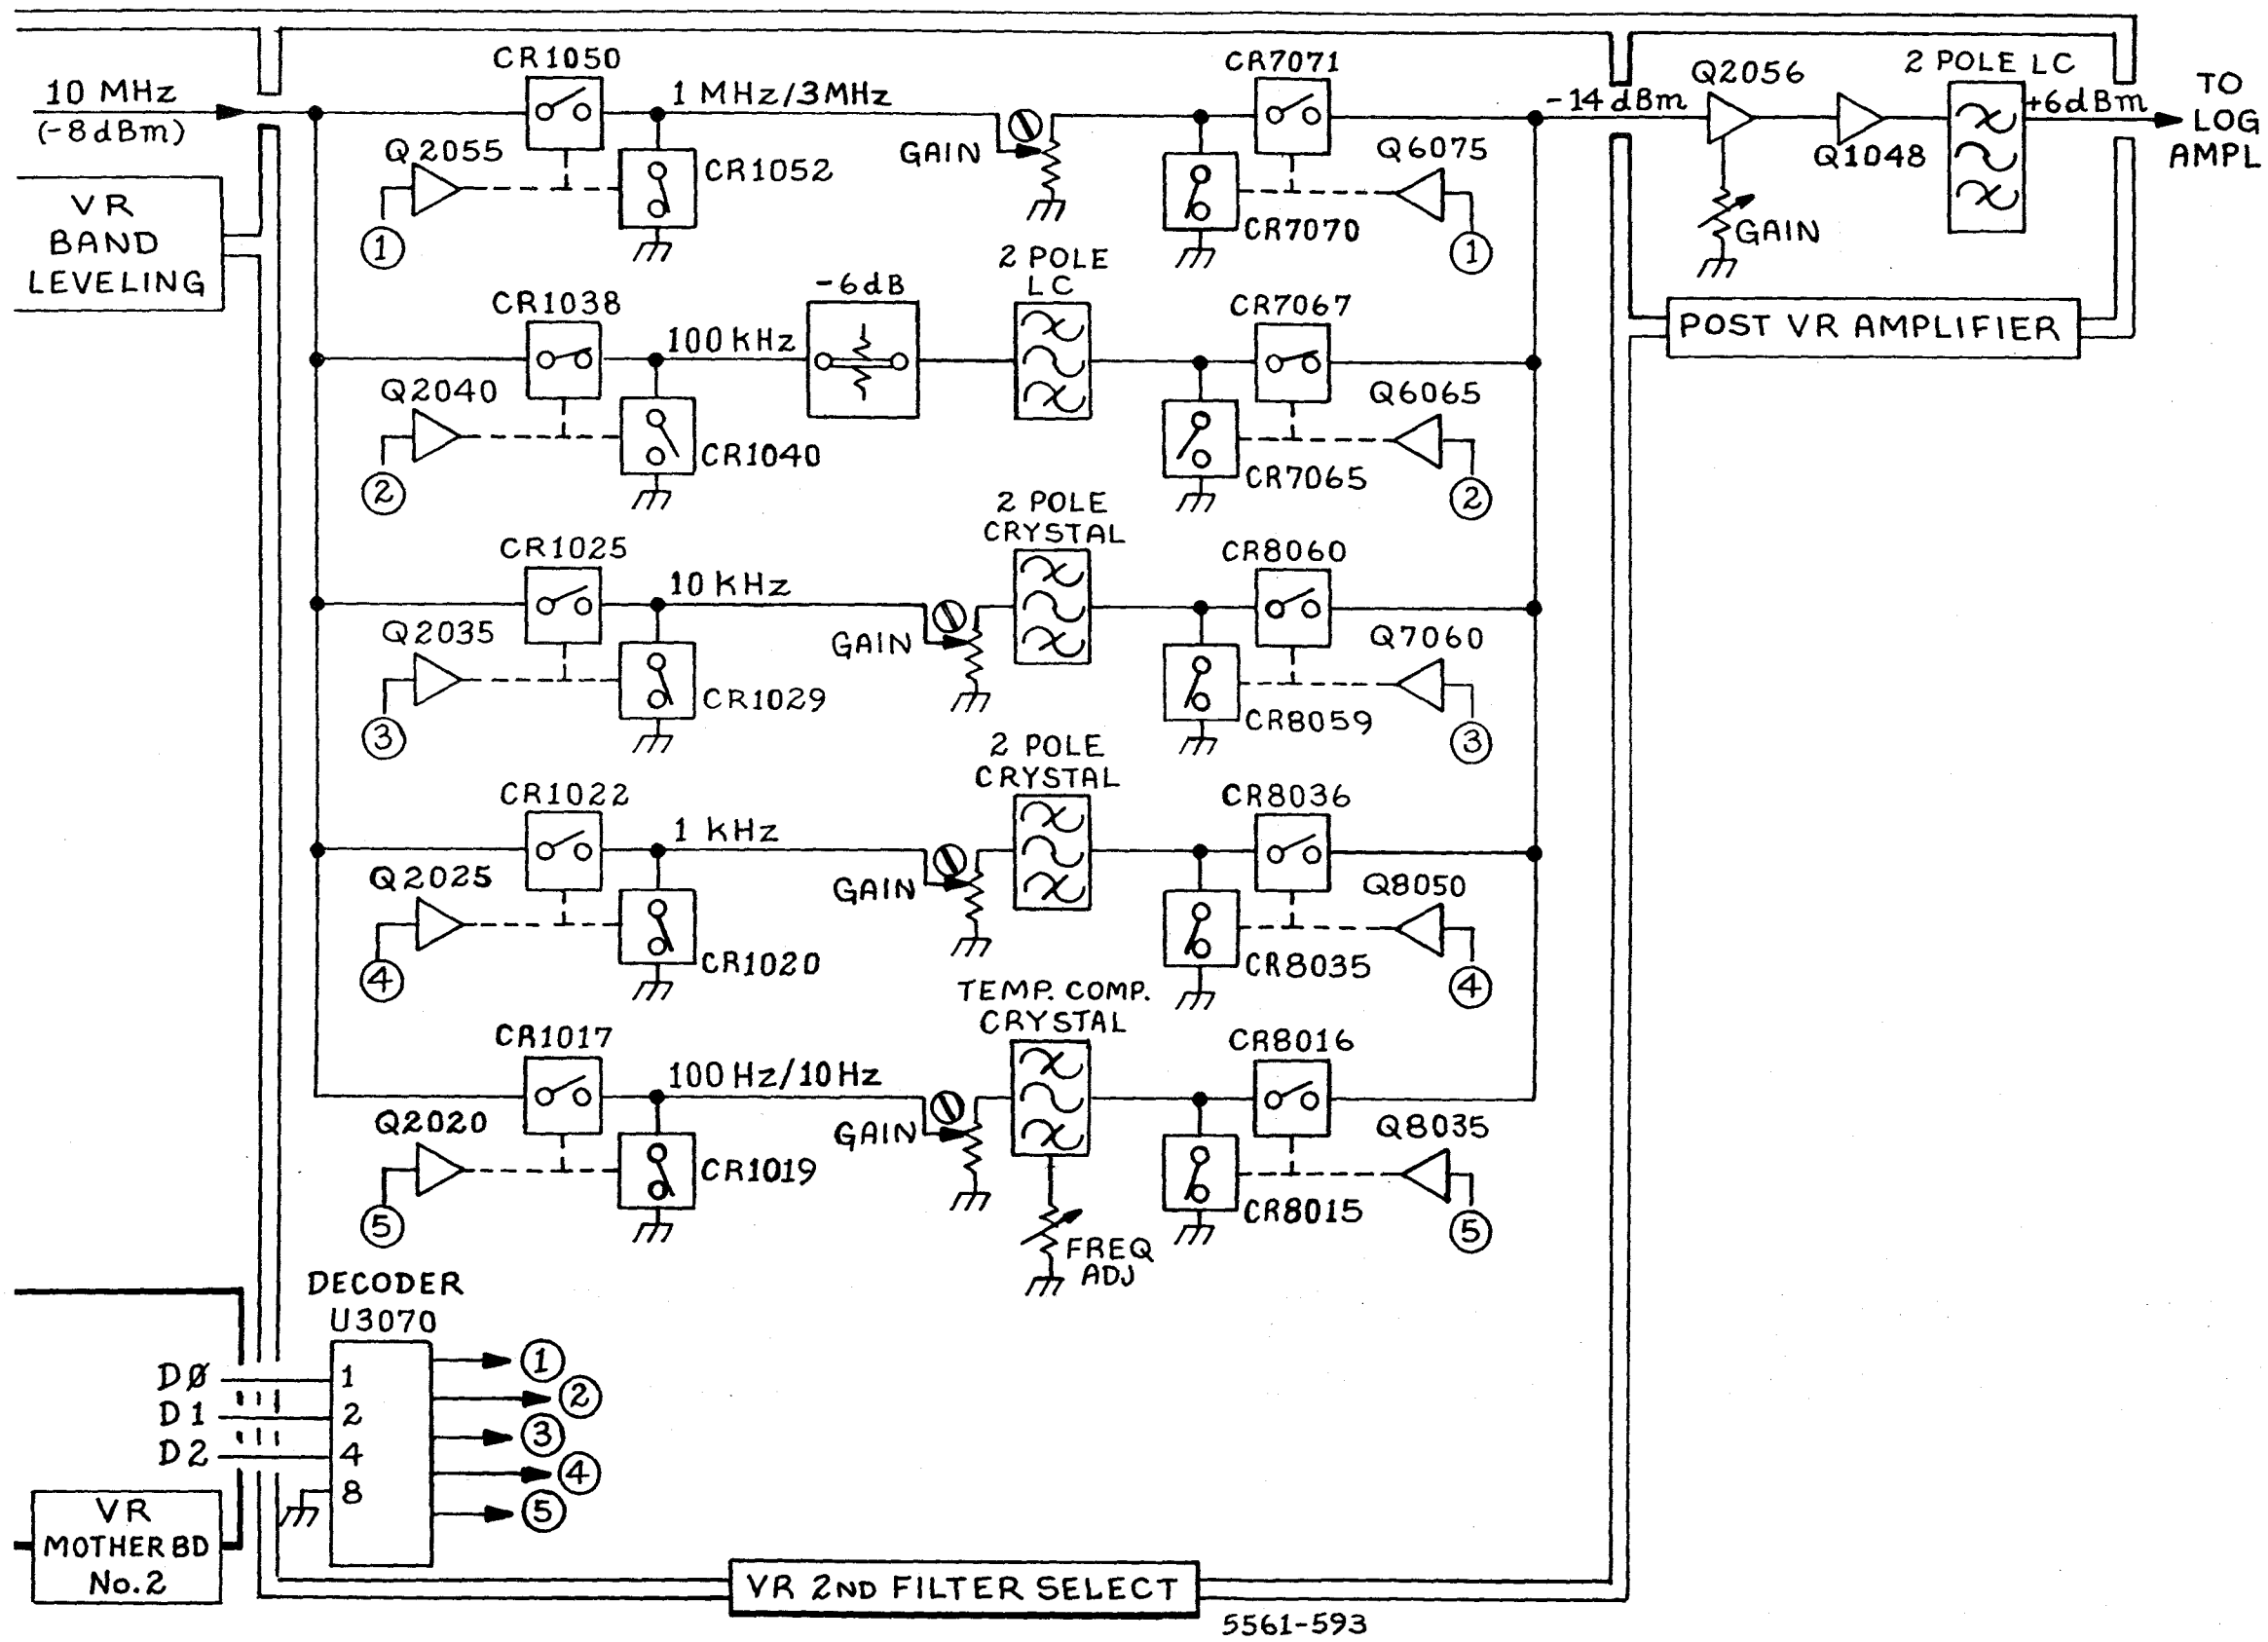 CR1050
CR7071
Q2056
2 POLE LC
10 MHz
(-8dBm)
1 MHz/3MHz
-14dBm
+6dBm
TO
LOG
AMPL
Q2055
CR1052
GAIN
Q6075
Q1048
1
CR7070
1
GAIN
VR
BAND
LEVELING
2 POLE
LC
-6dB
CR1038
CR7067
POST VR AMPLIFIER
100 kHz
Q2040
CR1040
Q6065
2
CR7065
2
2 POLE
CRYSTAL
CR1025
CR8060
10 kHz
Q2035
CR1029
GAIN
Q7060
3
CR8059
3
2 POLE
CRYSTAL
CR1022
CR8036
1 kHz
Q2025
CR1020
GAIN
Q8050
4
CR8035
4
TEMP. COMP.
CRYSTAL
CR1017
CR8016
100 Hz/10 Hz
Q2020
CR1019
GAIN
Q8035
5
CR8015
5
FREQ
ADJ
DECODER
U3070
DØ
1
1
D1
2
2
D2
4
3
8
4
5
VR
MOTHER BD
No.2
VR 2ND FILTER SELECT
5561-593